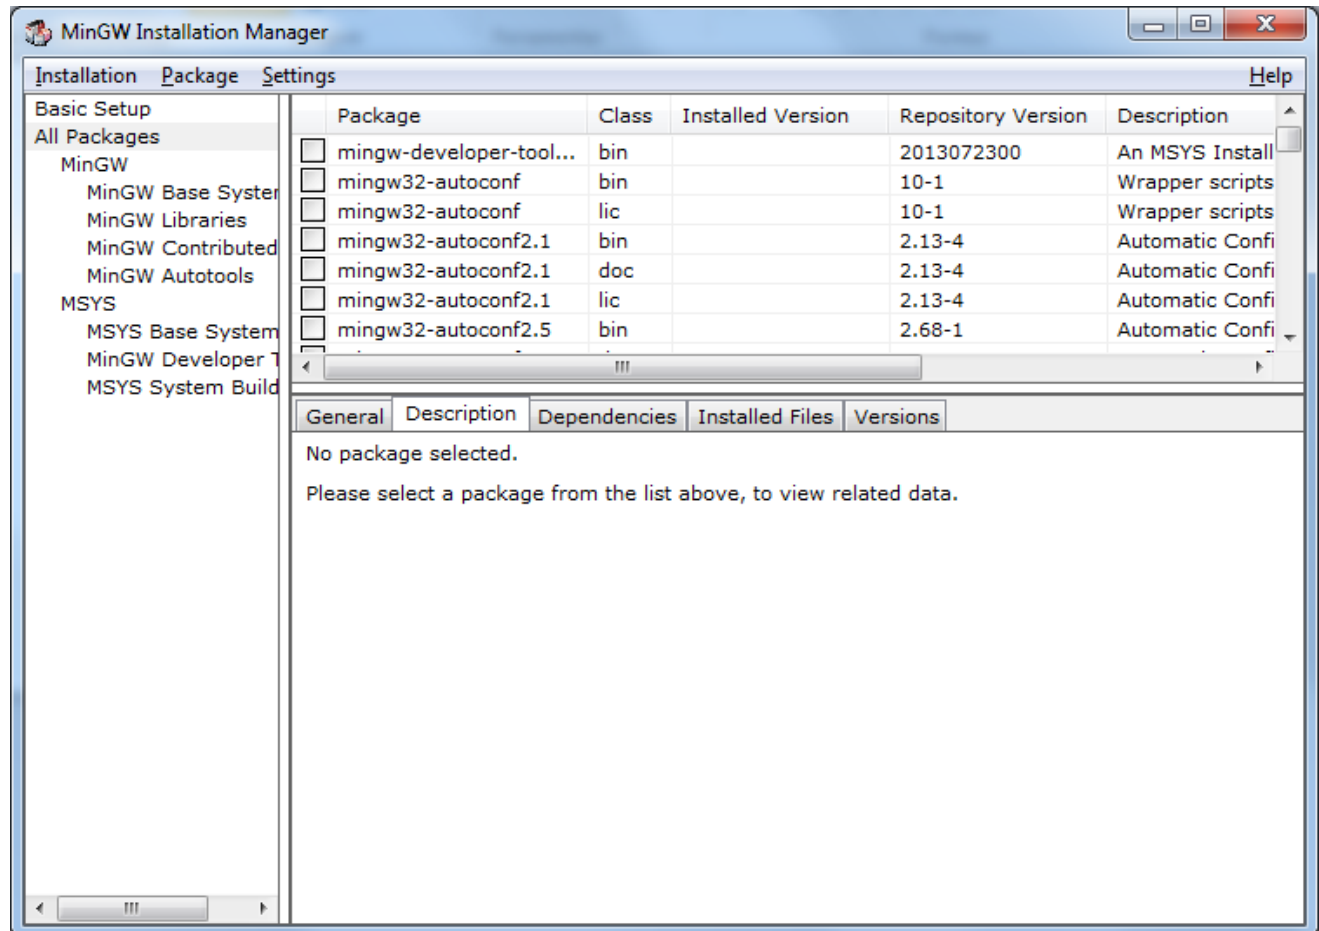 MinGW Installation Manager
Installation Package Settings Help
Basic Setup
All Packages
MinGW
MinGW Base Syster
MinGW Libraries
MinGW Contributed
MinGW Autotools
MSYS
MSYS Base System
MinGW Developer T
MSYS System Build
Package Class Installed Version Repository Version Description
mingw-developer-tool... bin 2013072300 An MSYS Install
mingw32-autoconf bin 10-1 Wrapper scripts
mingw32-autoconf lic 10-1 Wrapper scripts
mingw32-autoconf2.1 bin 2.13-4 Automatic Confi
mingw32-autoconf2.1 doc 2.13-4 Automatic Confi
mingw32-autoconf2.1 lic 2.13-4 Automatic Confi
mingw32-autoconf2.5 bin 2.68-1 Automatic Confi
General Description Dependencies Installed Files Versions
No package selected.
Please select a package from the list above, to view related data.